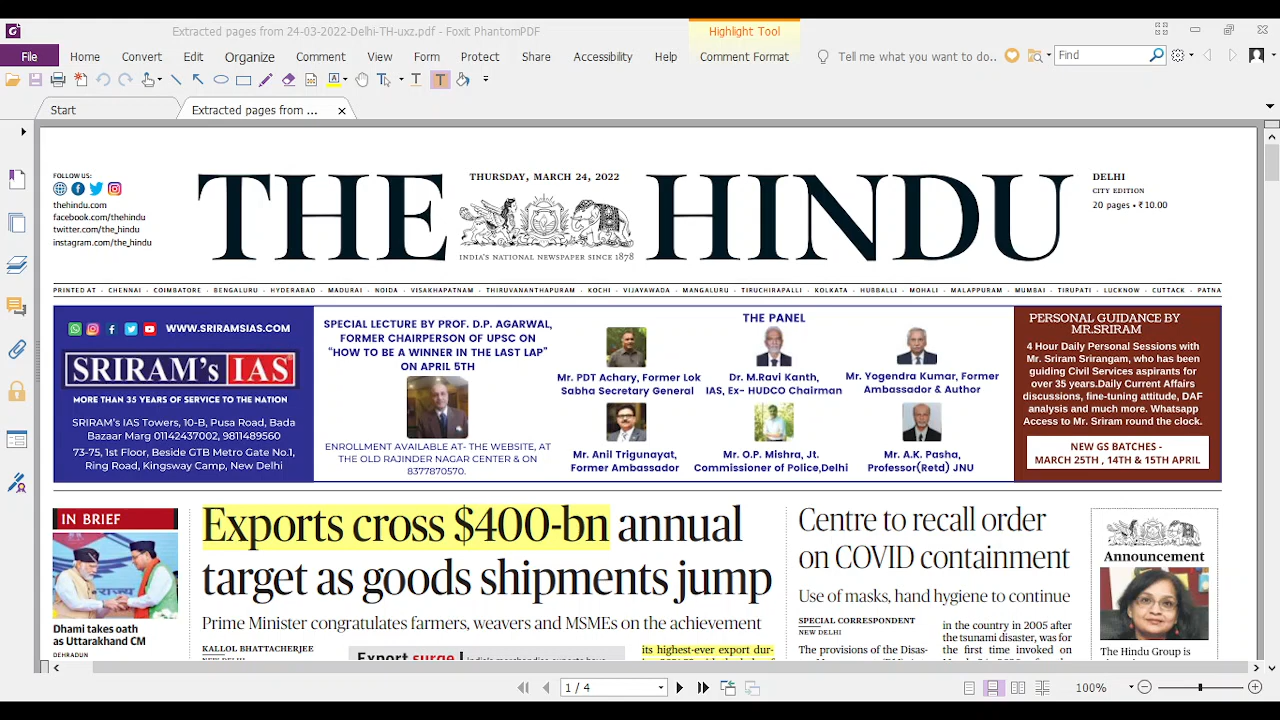 Extracted pages from 24-03-2022-Delhi-TH-uxz.pdf - Foxit PhantomPDF
Highlight Tool
File Home Convert Edit Organize Comment View Form Protect Share Accessibility Help Comment Format Tell me what you want to do... Find
Start
Extracted pages from ...
FOLLOW US:
thehindu.com
facebook.com/thehindu
twitter.com/the_hindu
instagram.com/the_hindu
THE HINDU
THURSDAY, MARCH 24, 2022
INDIA'S NATIONAL NEWSPAPER SINCE 1878
DELHI
CITY EDITION
20 pages • ₹10.00
PRINTED AT • CHENNAI • COIMBATORE • BENGALURU • HYDERABAD • MADURAI • NOIDA • VISAKHAPATNAM • THIRUVANANTHAPURAM • KOCHI • VIJAYAWADA • MANGALURU • TIRUCHIRAPALLI • KOLKATA • HUBBALLI • MOHALI • MALAPPURAM • MUMBAI • TIRUPATI • LUCKNOW • CUTTACK • PATNA
WWW.SRIRAMSIAS.COM
SRIRAM's IAS
MORE THAN 35 YEARS OF SERVICE TO THE NATION
SRIRAM's IAS Towers, 10-B, Pusa Road, Bada
Bazaar Marg 01142437002, 9811489560
73-75, 1st Floor, Beside GTB Metro Gate No.1,
Ring Road, Kingsway Camp, New Delhi
SPECIAL LECTURE BY PROF. D.P. AGARWAL,
FORMER CHAIRPERSON OF UPSC ON
"HOW TO BE A WINNER IN THE LAST LAP"
ON APRIL 5TH
ENROLLMENT AVAILABLE AT- THE WEBSITE, AT
THE OLD RAJINDER NAGAR CENTER & ON
8377870570.
THE PANEL
Mr. PDT Achary, Former Lok
Sabha Secretary General
Dr. M.Ravi Kanth,
IAS, Ex- HUDCO Chairman
Mr. Yogendra Kumar, Former
Ambassador & Author
Mr. Anil Trigunayat,
Former Ambassador
Mr. O.P. Mishra, Jt.
Commissioner of Police,Delhi
Mr. A.K. Pasha,
Professor(Retd) JNU
PERSONAL GUIDANCE BY
MR.SRIRAM
4 Hour Daily Personal Sessions with
Mr. Sriram Srirangam, who has been
guiding Civil Services aspirants for
over 35 years.Daily Current Affairs
discussions, fine-tuning attitude, DAF
analysis and much more. Whatsapp
Access to Mr. Sriram round the clock.
NEW GS BATCHES -
MARCH 25TH , 14TH & 15TH APRIL
IN BRIEF
Dhami takes oath
as Uttarakhand CM
DEHRADUN
Exports cross $400-bn annual
target as goods shipments jump
Prime Minister congratulates farmers, weavers and MSMEs on the achievement
KALLOL BHATTACHERJEE
NEW DELHI
Export surge
India's merchandise exports have
its highest-ever export dur-
Centre to recall order
on COVID containment
Use of masks, hand hygiene to continue
SPECIAL CORRESPONDENT
NEW DELHI
The provisions of the Disas-
in the country in 2005 after
the tsunami disaster, was for
the first time invoked on
Announcement
The Hindu Group is
1 / 4
100%